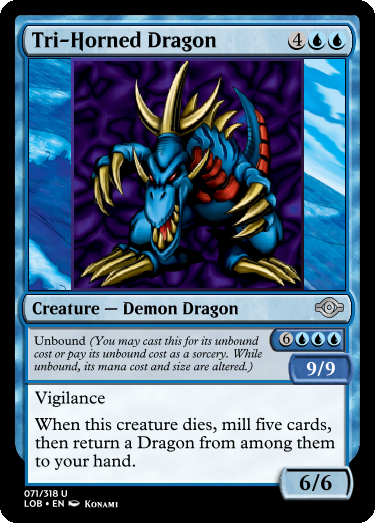 Tri-Horned Dragon 4
Creature — Demon Dragon
Unbound (You may cast this for its unbound 6
cost or pay its unbound cost as a sorcery. While
unbound, its mana cost and size are altered.)
9/9
Vigilance
When this creature dies, mill five cards,
then return a Dragon from among them
to your hand.
6/6
071/318 U
LOB • EN Konami